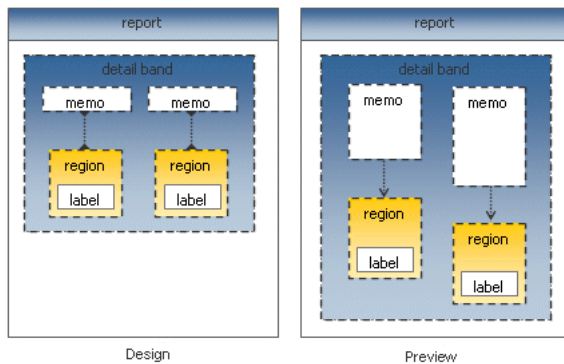 report
detail band
memo
memo
region
region
label
label
Design
report
detail band
memo
memo
region
region
label
label
Preview